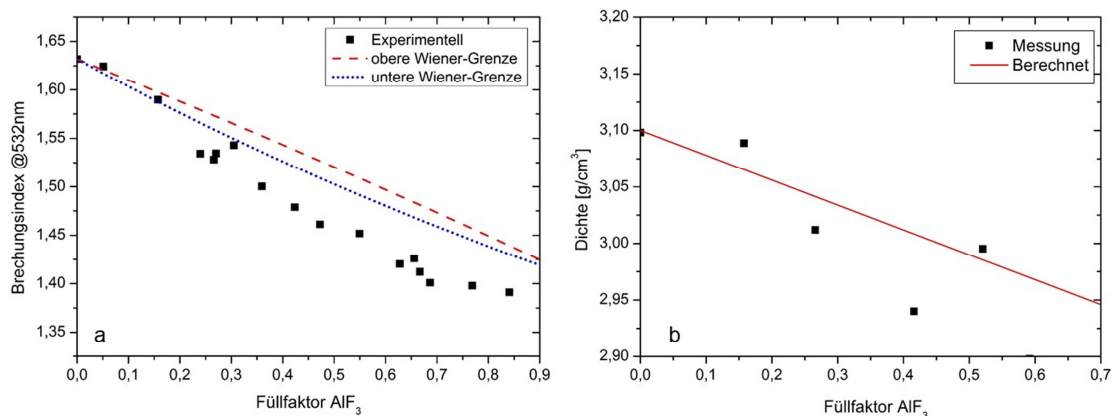 1,65
1,60
1,55
1,50
1,45
1,40
1,35
Brechungsindex @532nm
Experimentell
obere Wiener-Grenze
untere Wiener-Grenze
a
0,0 0,1 0,2 0,3 0,4 0,5 0,6 0,7 0,8 0,9
Füllfaktor AlF₃
3,20
3,15
3,10
3,05
3,00
2,95
2,90
Dichte [g/cm³]
Messung
Berechnet
b
0,0 0,1 0,2 0,3 0,4 0,5 0,6 0,7
Füllfaktor AlF₃